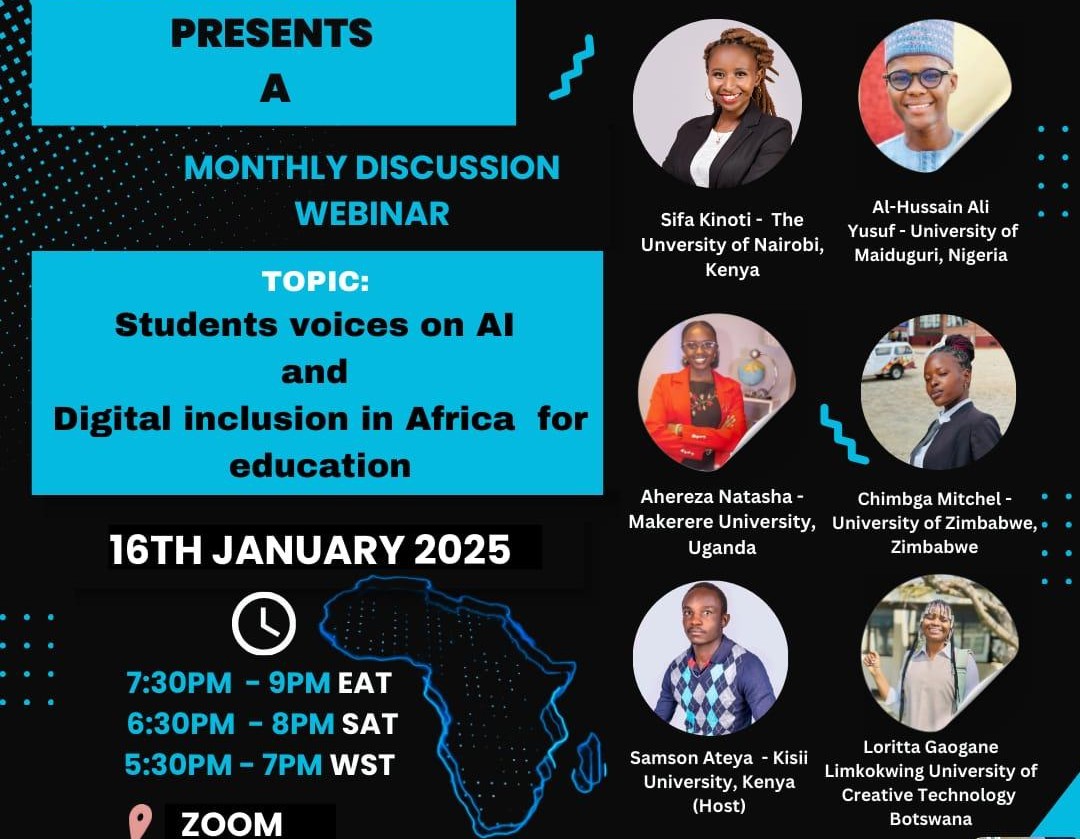 PRESENTS
A
MONTHLY DISCUSSION
WEBINAR
TOPIC:
Students voices on AI
and
Digital inclusion in Africa for
education
16TH JANUARY 2025
7:30PM - 9PM EAT
6:30PM - 8PM SAT
5:30PM - 7PM WST
ZOOM
Sifa Kinoti - The
Unversity of Nairobi,
Kenya
Al-Hussain Ali
Yusuf - University of
Maiduguri, Nigeria
Ahereza Natasha -
Makerere University,
Uganda
Chimbga Mitchel -
University of Zimbabwe,
Zimbabwe
Samson Ateya - Kisii
University, Kenya
(Host)
Loritta Gaogane
Limkokwing University of
Creative Technology
Botswana